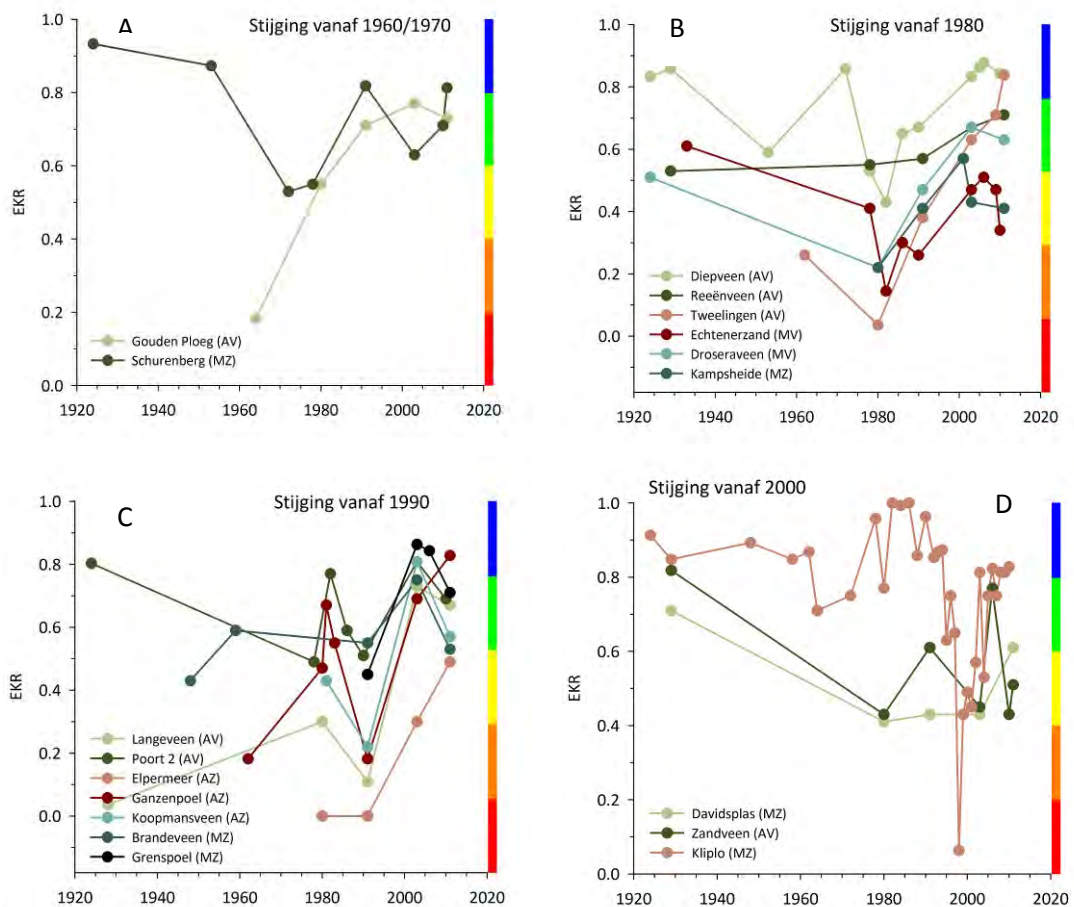 A
Stijging vanaf 1960/1970
1.0
0.8
0.6
EKR
0.4
0.2
0.0
Gouden Ploeg (AV)
Schurenberg (MZ)
1920 1940 1960 1980 2000 2020
B
Stijging vanaf 1980
1.0
0.8
0.6
EKR
0.4
0.2
0.0
Diepveen (AV)
Reeënveen (AV)
Tweelingen (AV)
Echtenerzand (MV)
Droseraveen (MV)
Kampsheide (MZ)
1920 1940 1960 1980 2000 2020
C
Stijging vanaf 1990
1.0
0.8
0.6
EKR
0.4
0.2
0.0
Langeveen (AV)
Poort 2 (AV)
Elpermeer (AZ)
Ganzenpoel (AZ)
Koopmansveen (AZ)
Brandeveen (MZ)
Grenspoel (MZ)
1920 1940 1960 1980 2000 2020
Stijging vanaf 2000
D
1.0
0.8
0.6
EKR
0.4
0.2
0.0
Davidsplas (MZ)
Zandveen (AV)
Kliplo (MZ)
1920 1940 1960 1980 2000 2020